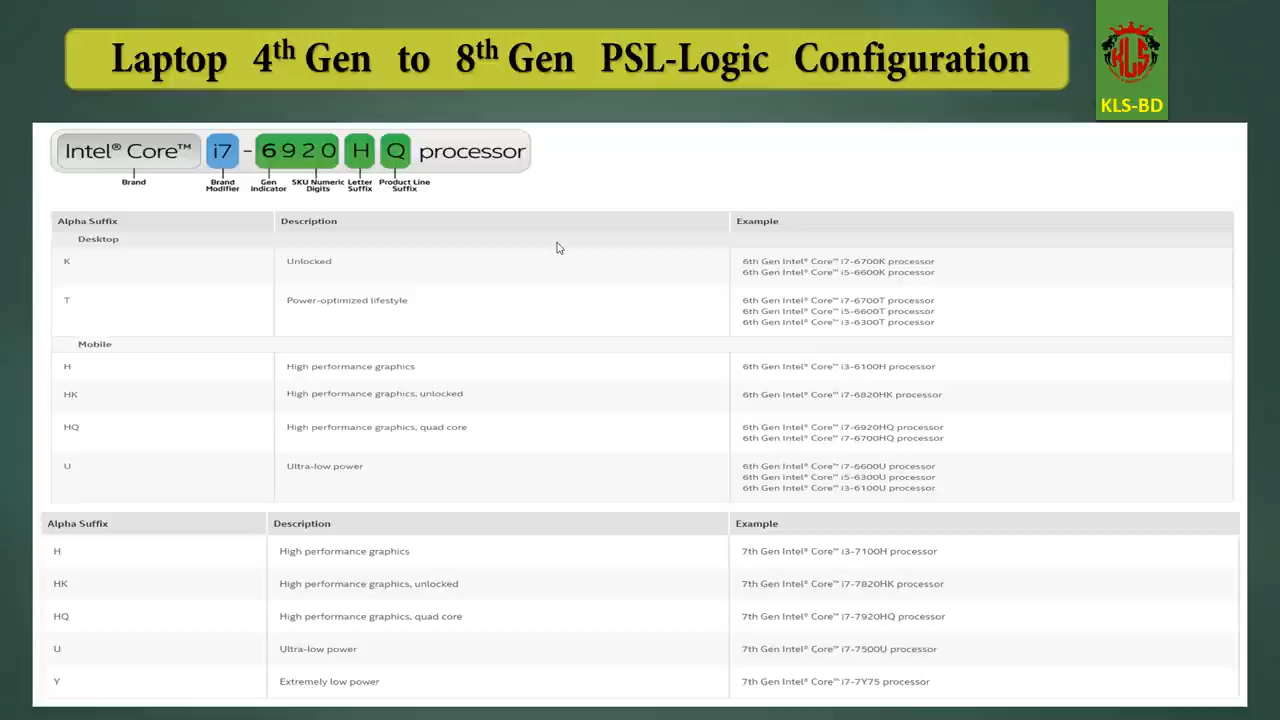 Laptop 4th Gen to 8th Gen PSL-Logic Configuration
KLS
KLS-BD
Intel® Core™ i7 - 6920 H Q processor
Brand
Brand Modifier
Gen Indicator
SKU Numeric Digits
Letter Suffix
Product Line Suffix
Alpha Suffix Description Example
Desktop
K Unlocked 6th Gen Intel® Core™ i7-6700K processor
6th Gen Intel® Core™ i5-6600K processor
T Power-optimized lifestyle 6th Gen Intel® Core™ i7-6700T processor
6th Gen Intel® Core™ i5-6600T processor
6th Gen Intel® Core™ i3-6300T processor
Mobile
H High performance graphics 6th Gen Intel® Core™ i3-6100H processor
HK High performance graphics, unlocked 6th Gen Intel® Core™ i7-6820HK processor
HQ High performance graphics, quad core 6th Gen Intel® Core™ i7-6920HQ processor
6th Gen Intel® Core™ i7-6700HQ processor
U Ultra-low power 6th Gen Intel® Core™ i7-6600U processor
6th Gen Intel® Core™ i5-6300U processor
6th Gen Intel® Core™ i3-6100U processor
Alpha Suffix Description Example
H High performance graphics 7th Gen Intel® Core™ i3-7100H processor
HK High performance graphics, unlocked 7th Gen Intel® Core™ i7-7820HK processor
HQ High performance graphics, quad core 7th Gen Intel® Core™ i7-7920HQ processor
U Ultra-low power 7th Gen Intel® Core™ i7-7500U processor
Y Extremely low power 7th Gen Intel® Core™ i7-7Y75 processor